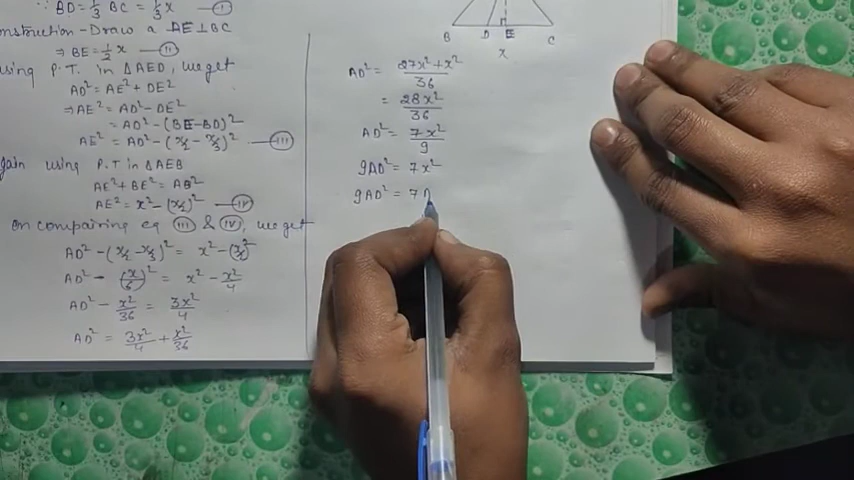 ∵ BD = 1/3 BC = 1/3 x — (I)
onstruction - Draw a AE ⊥ BC
⇒ BE = 1/2 x — (II)
using P.T. in △AED, we get
AD² = AE² + DE²
⇒ AE² = AD² - DE²
= AD² - (BE - BD)²
AE² = AD² - (x/2 - x/3)² — (III)
gain using P.T in △AEB
AE² + BE² = AB²
AE² = x² - (x/2)² — (IV)
On comparing eq (III) & (IV), we get
AD² - (x/2 - x/3)² = x² - (x/2)²
AD² - (x/6)² = x² - x²/4
AD² - x²/36 = 3x²/4
AD² = 3x²/4 + x²/36
B D E C
x
AD² = 27x² + x²/36
= 28x²/36
AD² = 7x²/9
9AD² = 7x²
9AD² = 7